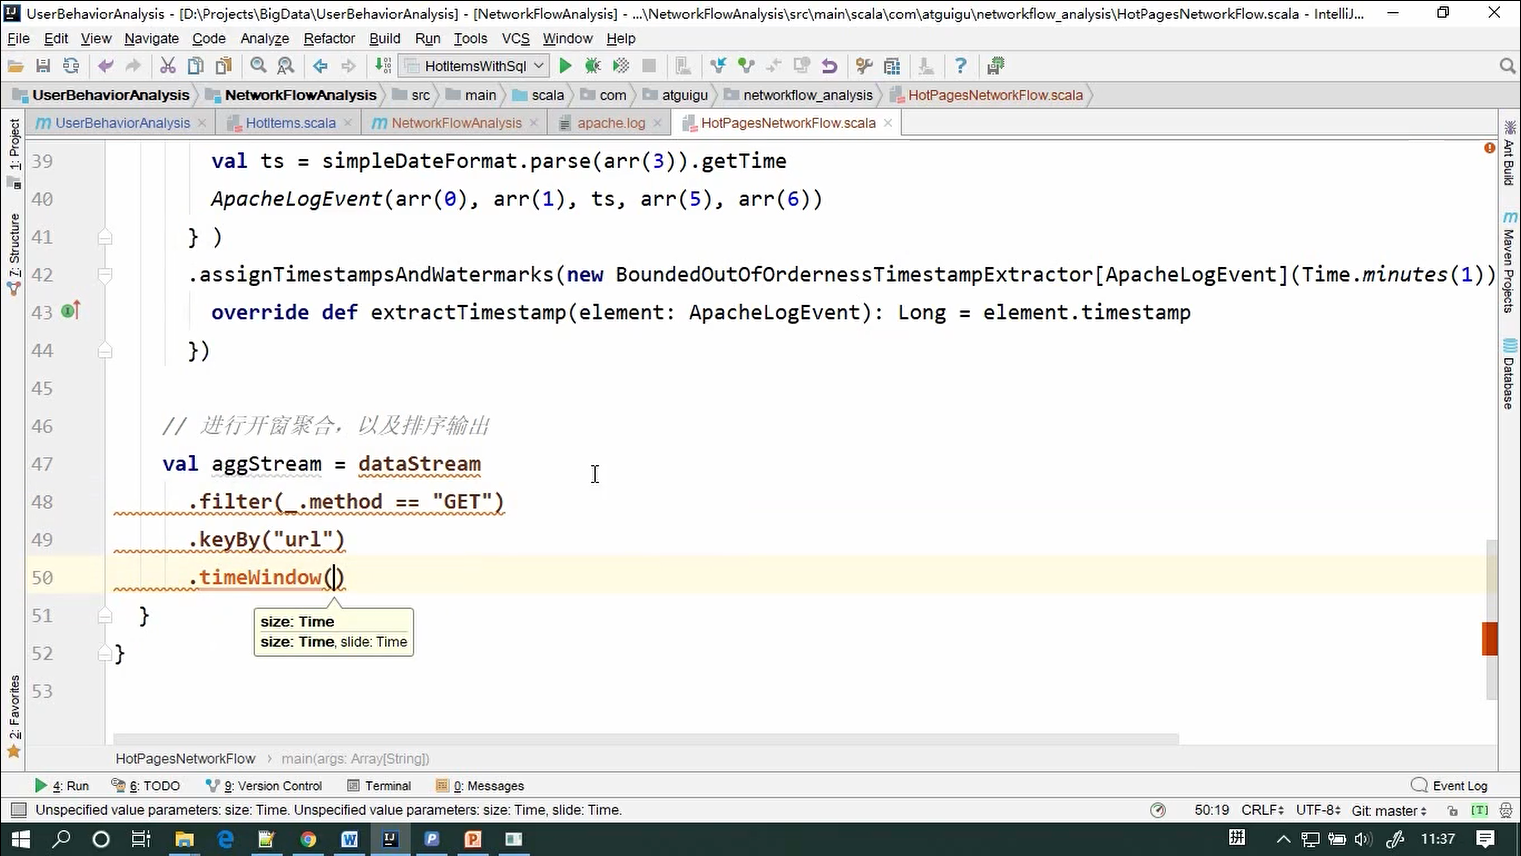 UserBehaviorAnalysis - [D:\Projects\BigData\UserBehaviorAnalysis] - [NetworkFlowAnalysis] - ...\NetworkFlowAnalysis\src\main\scala\com\atguigu\networkflow_analysis\HotPagesNetworkFlow.scala - IntelliJ...
File Edit View Navigate Code Analyze Refactor Build Run Tools VCS Window Help
HotItemsWithSql
UserBehaviorAnalysis NetworkFlowAnalysis src main scala com atguigu networkflow_analysis HotPagesNetworkFlow.scala
UserBehaviorAnalysis HotItems.scala NetworkFlowAnalysis apache.log HotPagesNetworkFlow.scala
1: Project
7: Structure
2: Favorites
Ant Build
Maven Projects
Database
39 val ts = simpleDateFormat.parse(arr(3)).getTime
40 ApacheLogEvent(arr(0), arr(1), ts, arr(5), arr(6))
41 } )
42 .assignTimestampsAndWatermarks(new BoundedOutOfOrdernessTimestampExtractor[ApacheLogEvent](Time.minutes(1))
43 override def extractTimestamp(element: ApacheLogEvent): Long = element.timestamp
44 })
45
46 // 进行开窗聚合，以及排序输出
47 val aggStream = dataStream
48 .filter(_.method == "GET")
49 .keyBy("url")
50 .timeWindow()
51 }
size: Time
size: Time, slide: Time
52 }
53
HotPagesNetworkFlow main(args: Array[String])
4: Run 6: TODO 9: Version Control Terminal 0: Messages Event Log
Unspecified value parameters: size: Time. Unspecified value parameters: size: Time, slide: Time. 50:19 CRLF UTF-8 Git: master [T]
拼 11:37